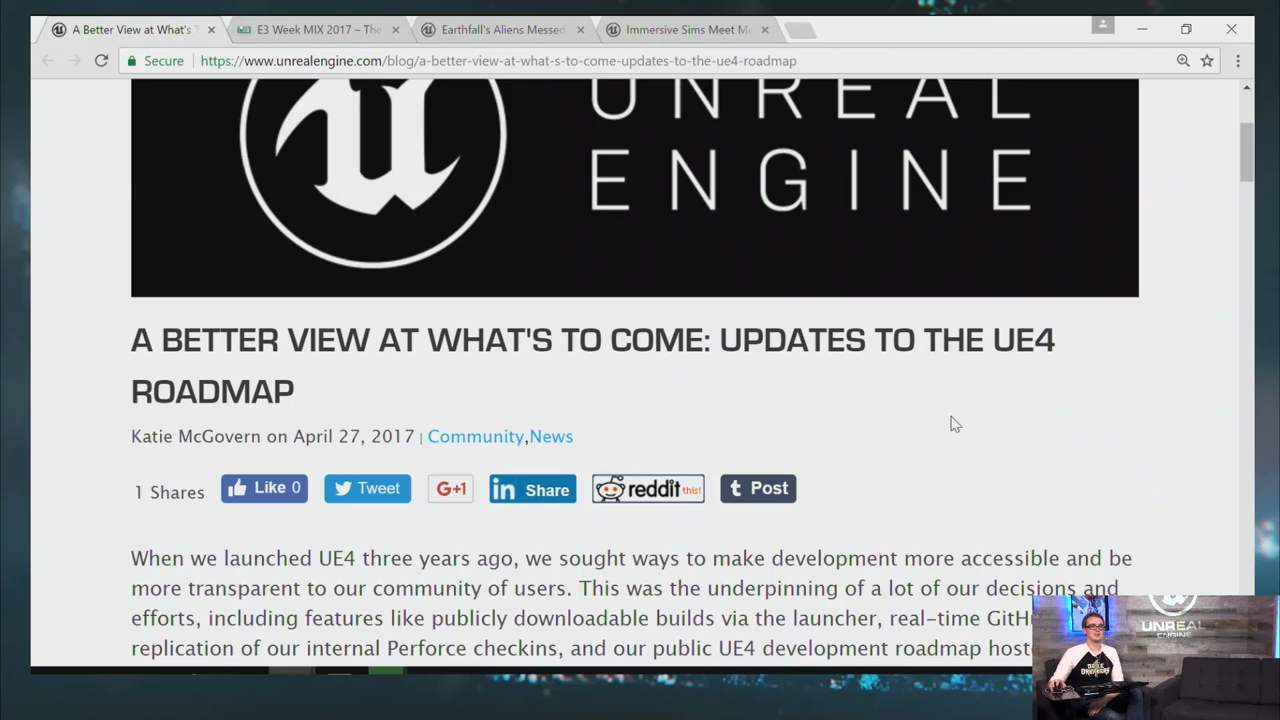 A Better View at What's T
E3 Week MIX 2017 – The
Earthfall's Aliens Messed
Immersive Sims Meet M
Secure
https://www.unrealengine.com/blog/a-better-view-at-what-s-to-come-updates-to-the-ue4-roadmap
UNREAL
ENGINE
A BETTER VIEW AT WHAT'S TO COME: UPDATES TO THE UE4
ROADMAP
Katie McGovern on April 27, 2017 | Community,News
1 Shares
Like 0
Tweet
G+1
in Share
reddit this!
t Post
When we launched UE4 three years ago, we sought ways to make development more accessible and be
more transparent to our community of users. This was the underpinning of a lot of our decisions and
efforts, including features like publicly downloadable builds via the launcher, real-time GitHu
replication of our internal Perforce checkins, and our public UE4 development roadmap hoste
UNREAL
ENGINE